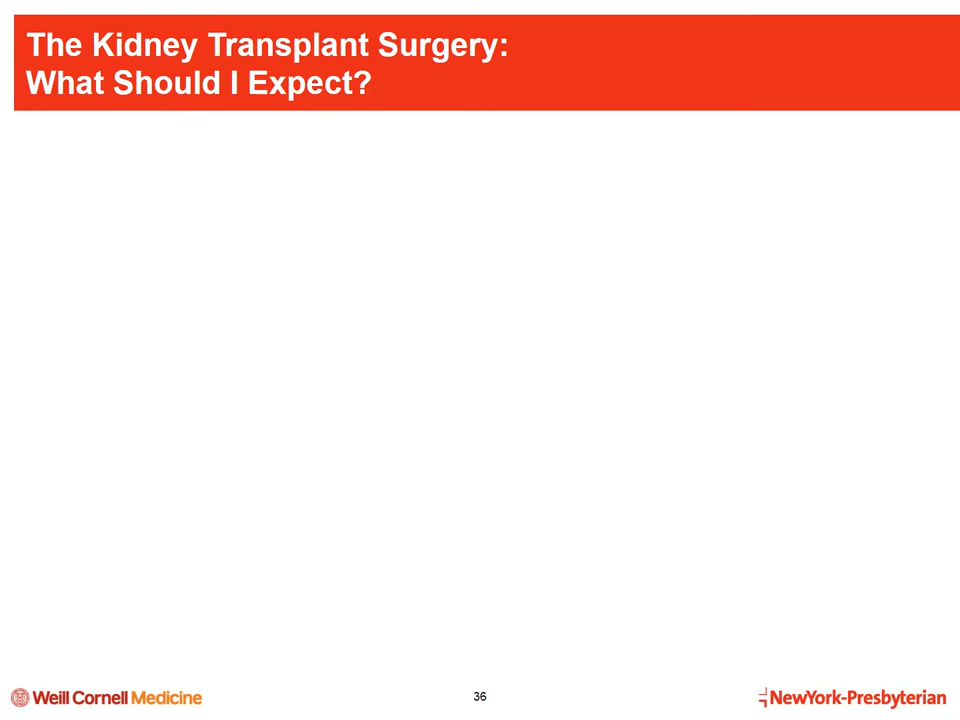 The Kidney Transplant Surgery:
What Should I Expect?
Weill Cornell Medicine
36
NewYork-Presbyterian